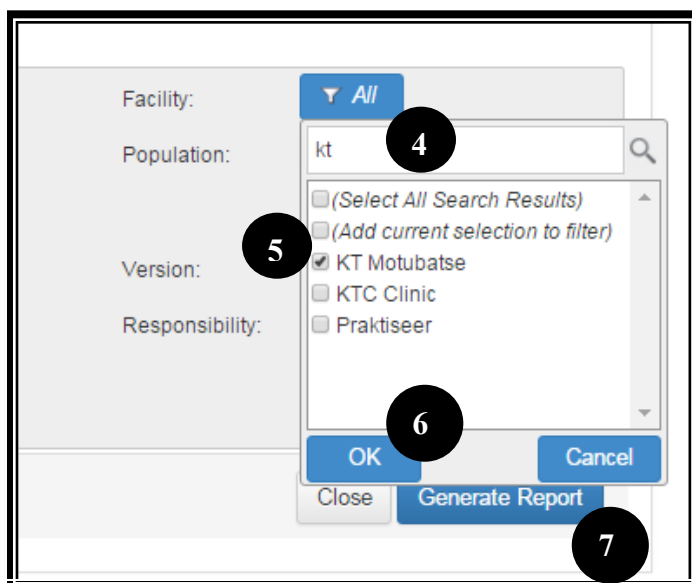 Facility:
All
Population:
kt
4
(Select All Search Results)
5
(Add current selection to filter)
Version:
KT Motubatse
KTC Clinic
Responsibility:
Praktiseer
6
OK
Cancel
Close
Generate Report
7